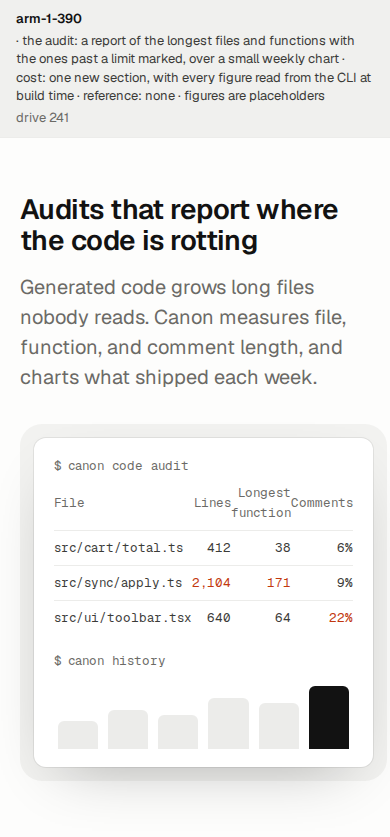 arm-1-390
· the audit: a report of the longest files and functions with
the ones past a limit marked, over a small weekly chart ·
cost: one new section, with every figure read from the CLI at
build time · reference: none · figures are placeholders
drive 241
Audits that report where
the code is rotting
Generated code grows long files
nobody reads. Canon measures file,
function, and comment length, and
charts what shipped each week.
$ canon code audit
File Lines Longest function Comments
src/cart/total.ts 412 38 6%
src/sync/apply.ts 2,104 171 9%
src/ui/toolbar.tsx 640 64 22%
$ canon history